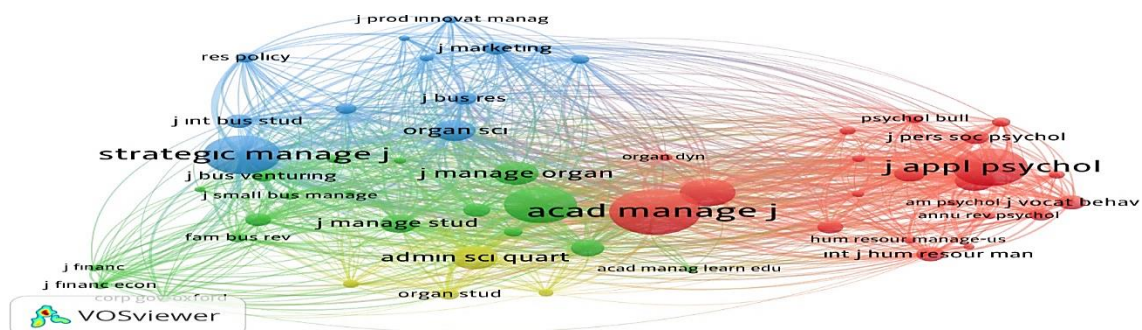 j prod innovat manag
j marketing
res policy
j bus res
j int bus stud
organ sci
psychol bull
j pers soc psychol
strategic manage j
organ dyn
j appl psychol
j bus venturing
j manage organ
j small bus manage
am psychol
j vocat behav
acad manage j
annu rev psychol
j manage stud
fam bus rev
hum resour manage-us
int j hum resour man
admin sci quart
j financ
acad manag learn edu
j financ econ
organ stud
corp gov-oxford
VOSviewer